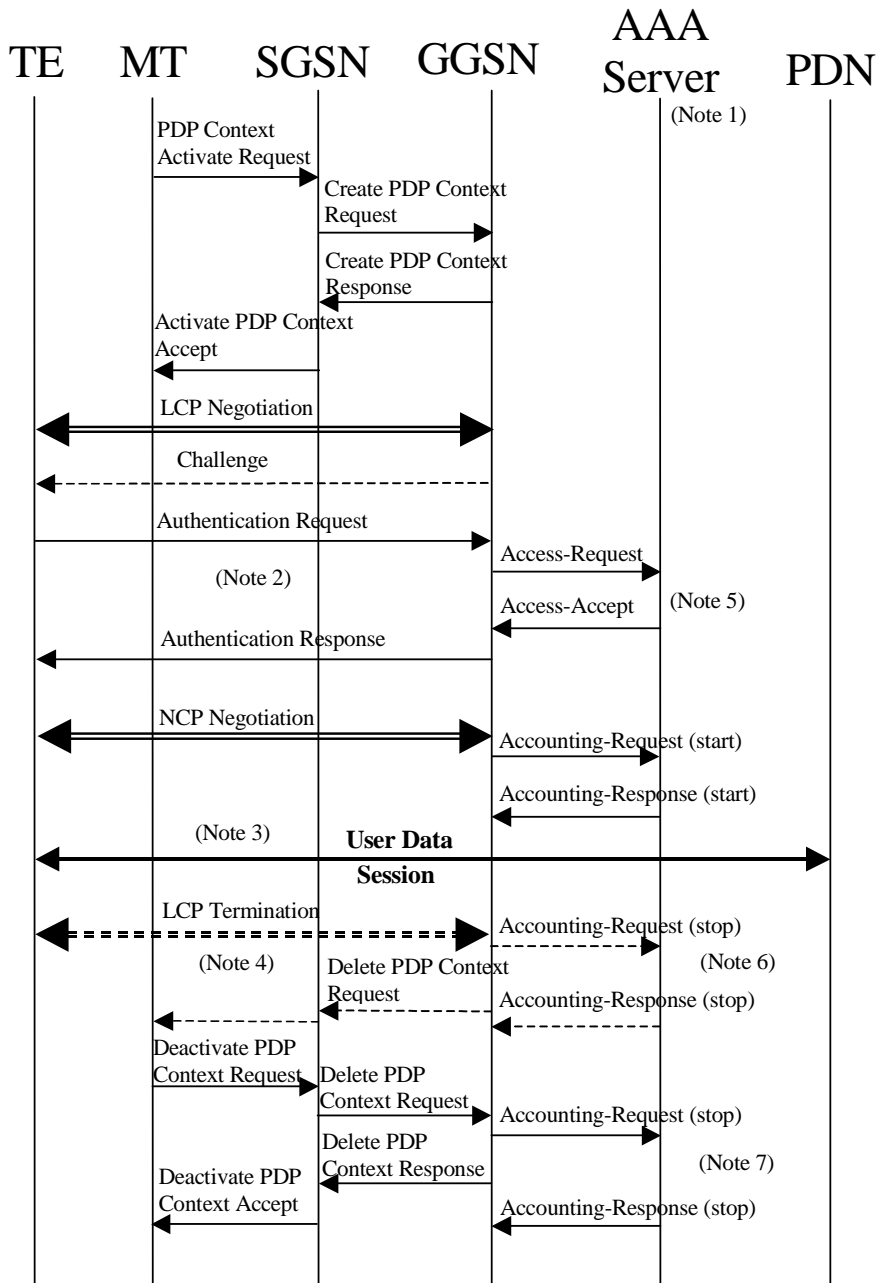 TE MT SGSN GGSN AAA Server PDN
(Note 1)
PDP Context
Activate Request
Create PDP Context
Request
Create PDP Context
Response
Activate PDP Context
Accept
LCP Negotiation
Challenge
Authentication Request
Access-Request
(Note 2)
(Note 5)
Access-Accept
Authentication Response
NCP Negotiation
Accounting-Request (start)
Accounting-Response (start)
(Note 3)
User Data
Session
LCP Termination
Accounting-Request (stop)
(Note 4)
(Note 6)
Delete PDP Context
Request
Accounting-Response (stop)
Deactivate PDP
Context Request
Delete PDP
Context Request
Accounting-Request (stop)
Delete PDP
Context Response
(Note 7)
Deactivate PDP
Context Accept
Accounting-Response (stop)